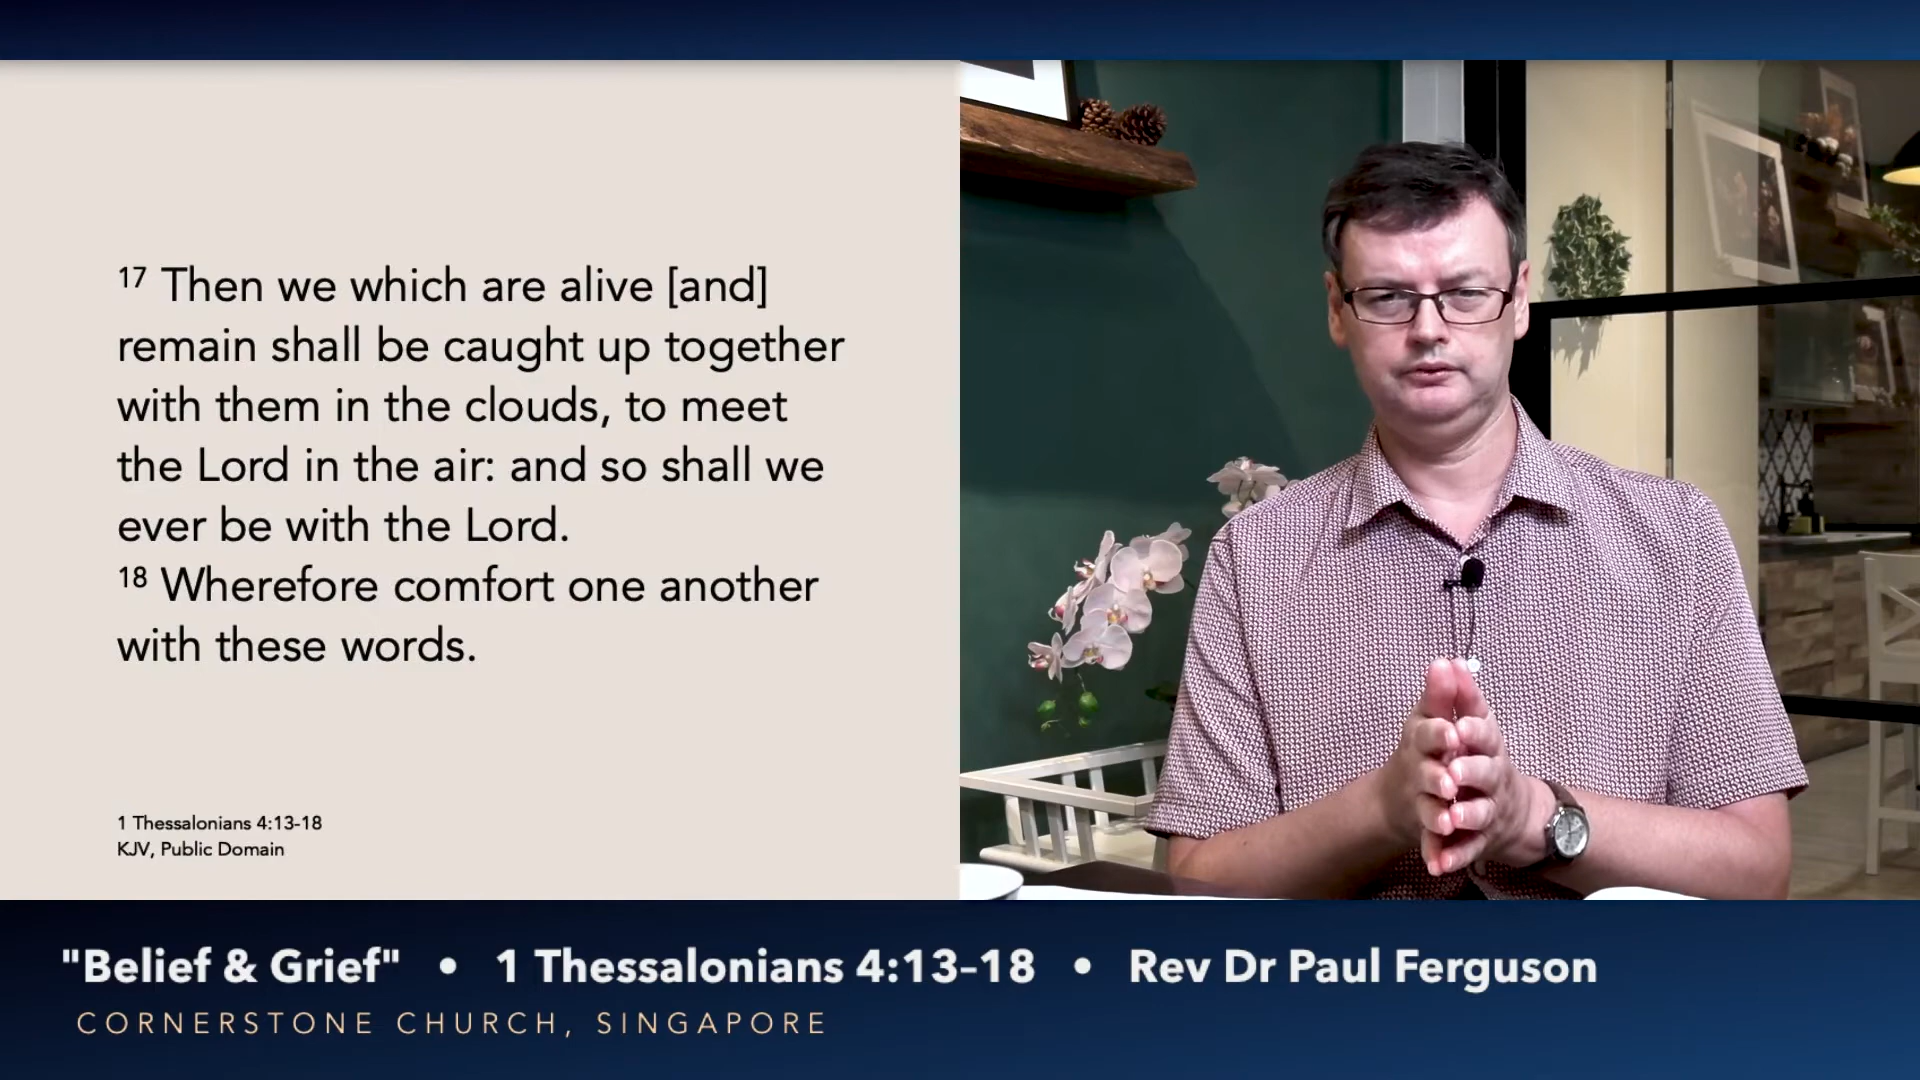 17 Then we which are alive [and]
remain shall be caught up together
with them in the clouds, to meet
the Lord in the air: and so shall we
ever be with the Lord.
18 Wherefore comfort one another
with these words.
1 Thessalonians 4:13-18
KJV, Public Domain
"Belief & Grief" • 1 Thessalonians 4:13–18 • Rev Dr Paul Ferguson
CORNERSTONE CHURCH, SINGAPORE